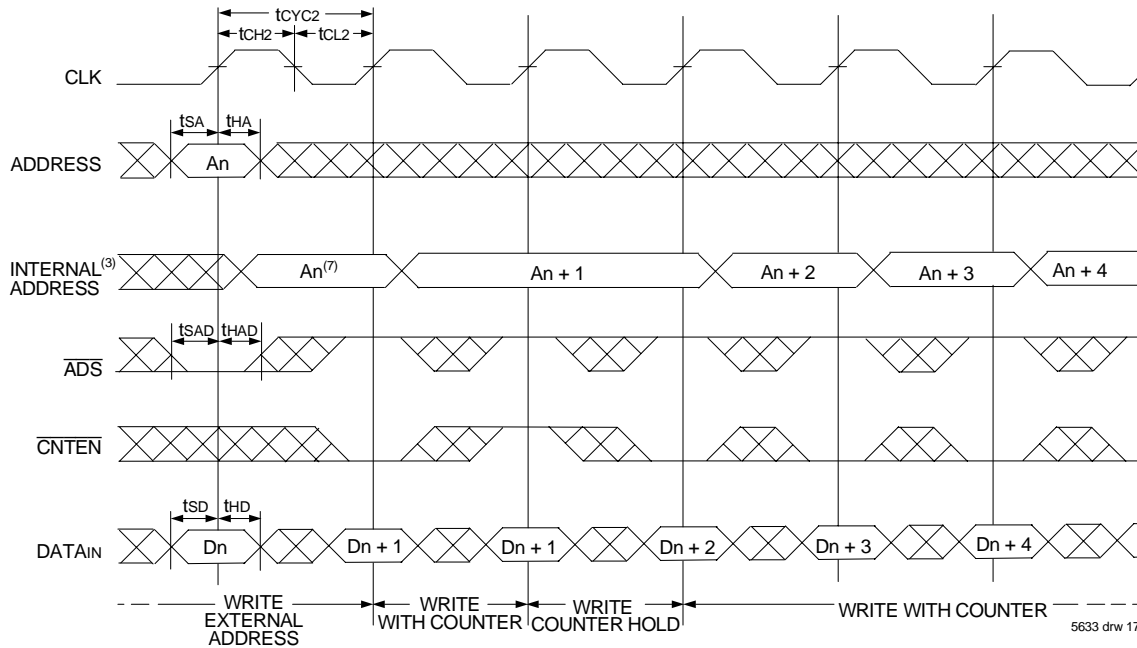 tCYC2
tCH2 tCL2
CLK
tSA tHA
ADDRESS An
INTERNAL(3) ADDRESS An(7) An + 1 An + 2 An + 3 An + 4
tSAD tHAD
ADS
CNTEN
tSD tHD
DATAIN Dn Dn + 1 Dn + 1 Dn + 2 Dn + 3 Dn + 4
WRITE EXTERNAL ADDRESS
WRITE WITH COUNTER
WRITE COUNTER HOLD
WRITE WITH COUNTER
5633 drw 17